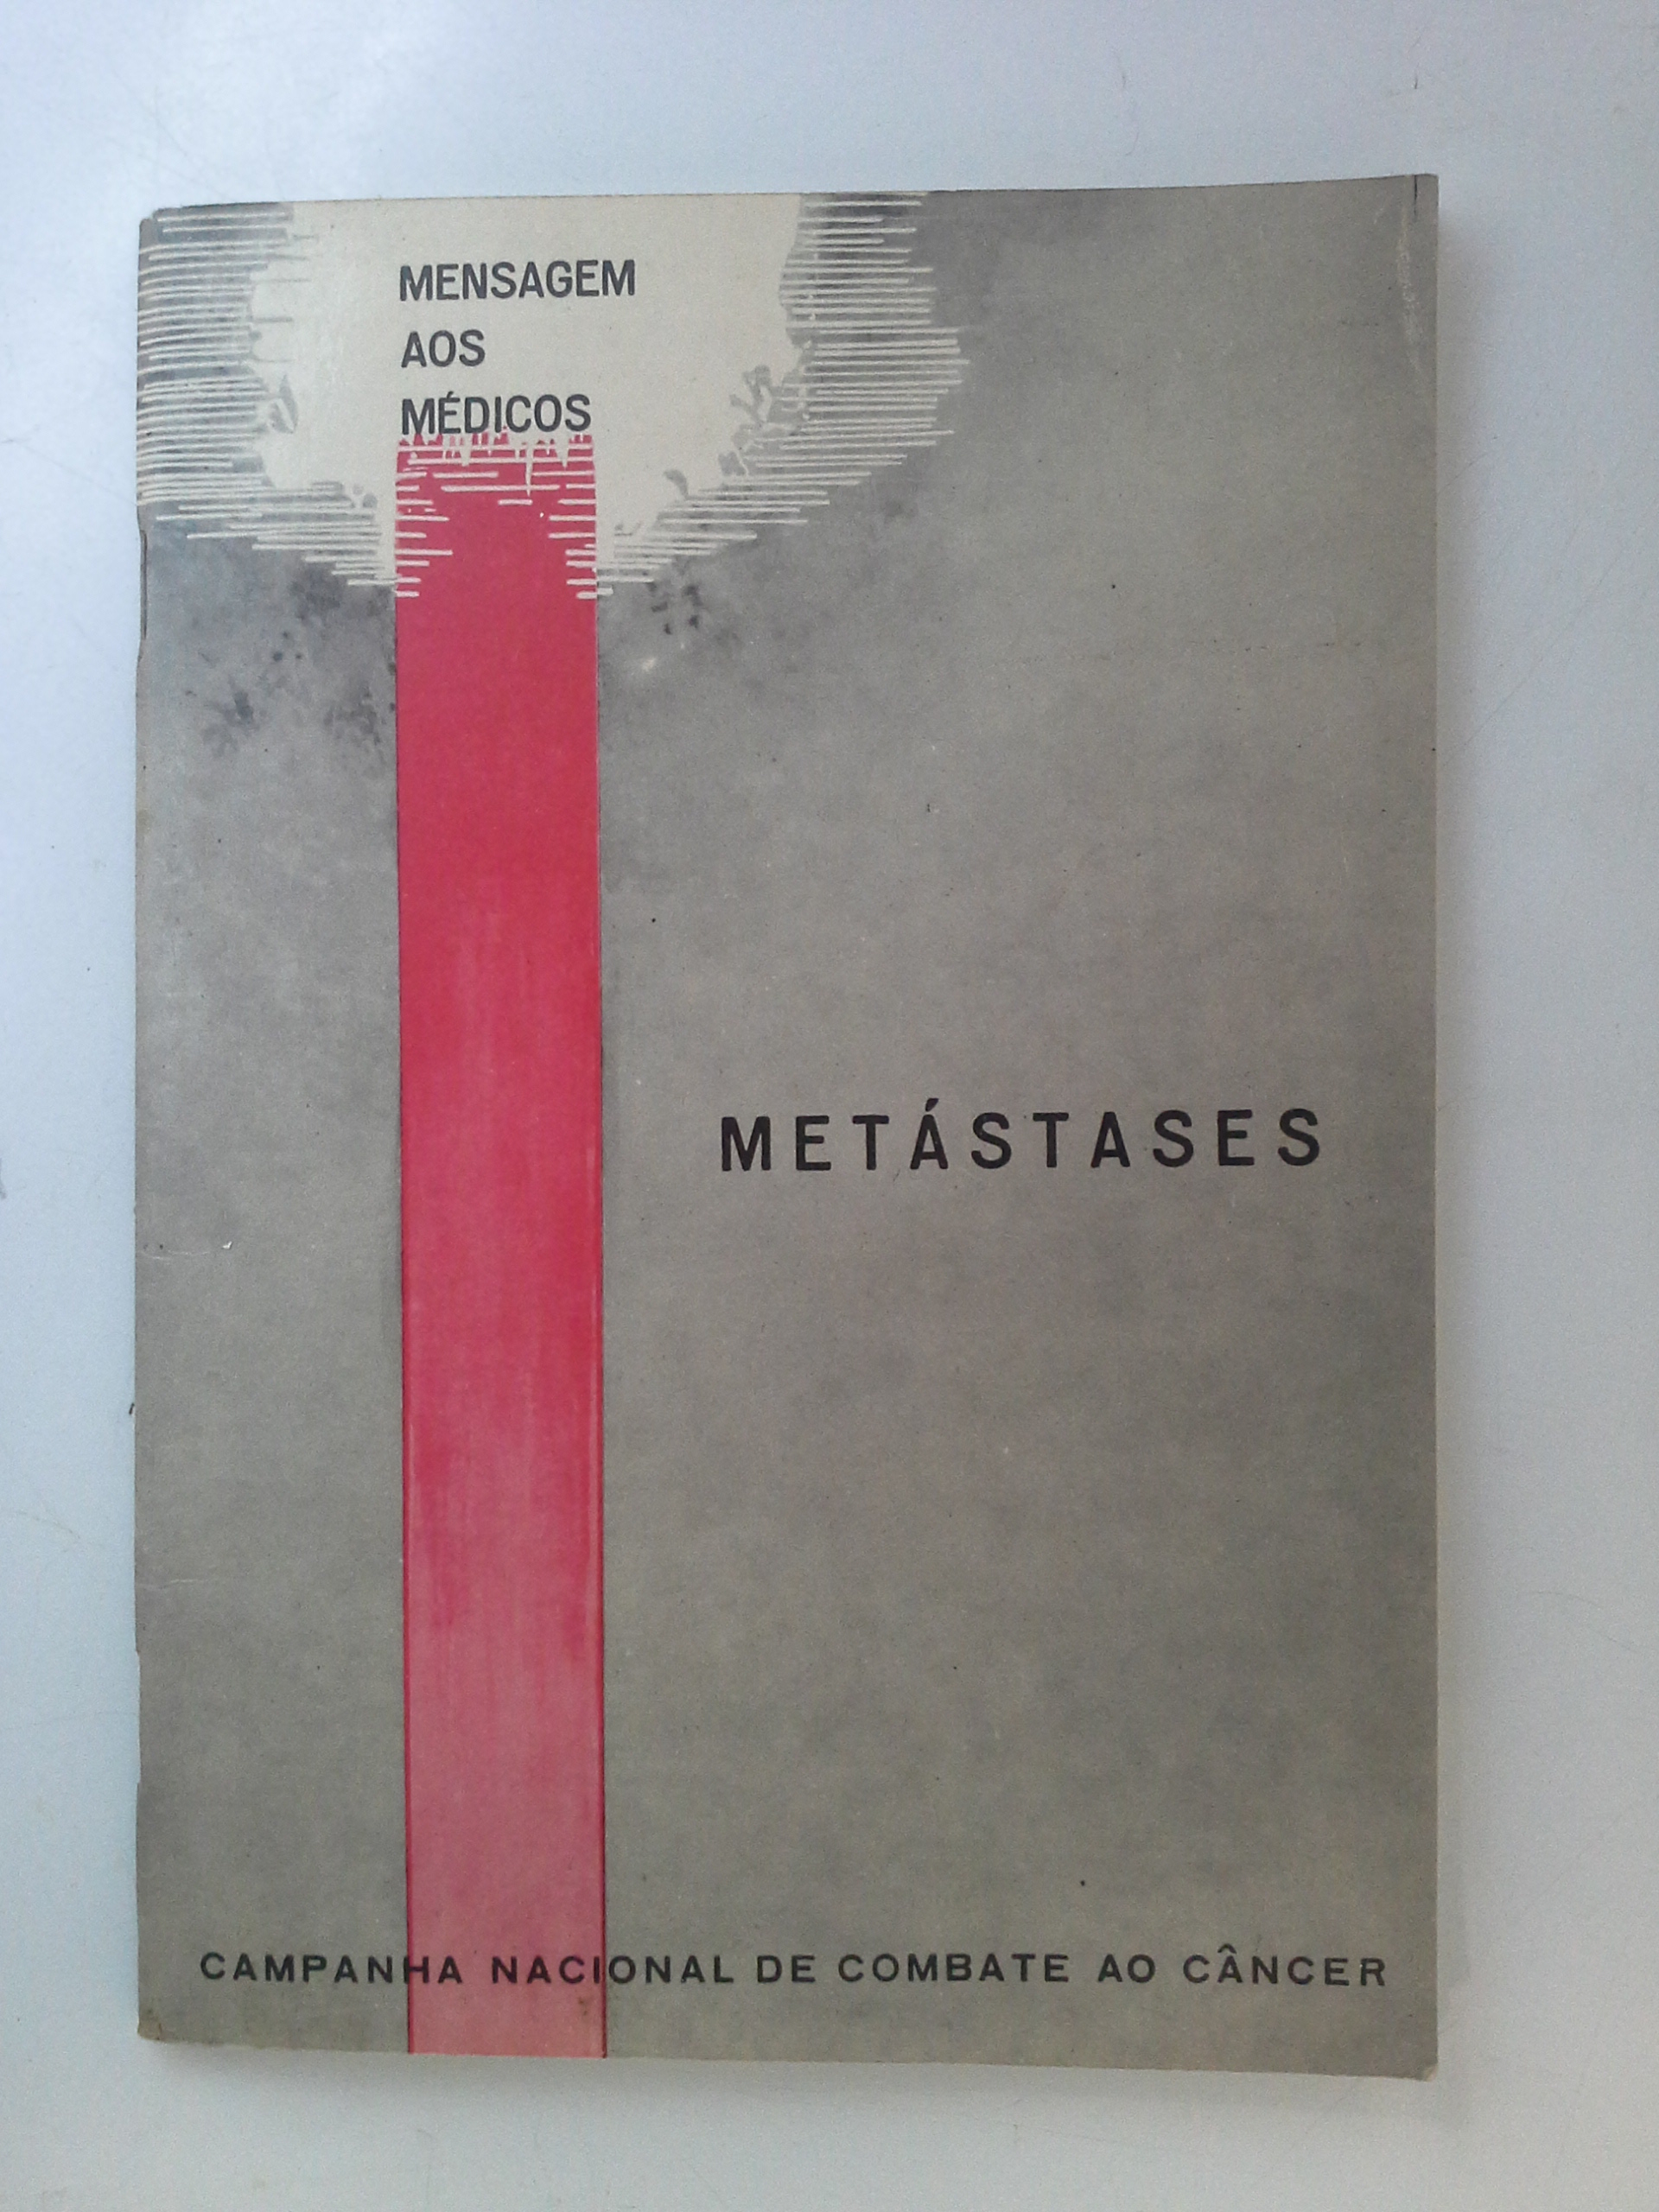 MENSAGEM
AOS
MÉDICOS
METÁSTASES
CAMPANHA NACIONAL DE COMBATE AO CÂNCER